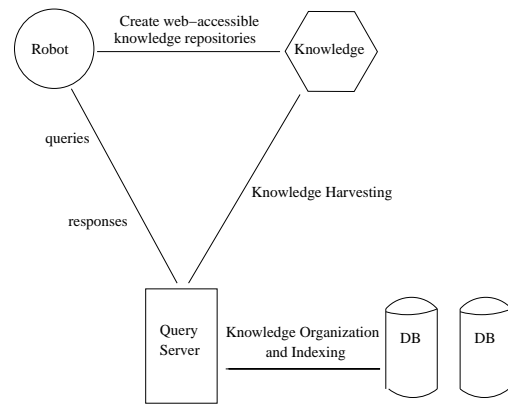 Create web-accessible
knowledge repositories
Robot
Knowledge
queries
Knowledge Harvesting
responses
Query
Server
Knowledge Organization
and Indexing
DB
DB